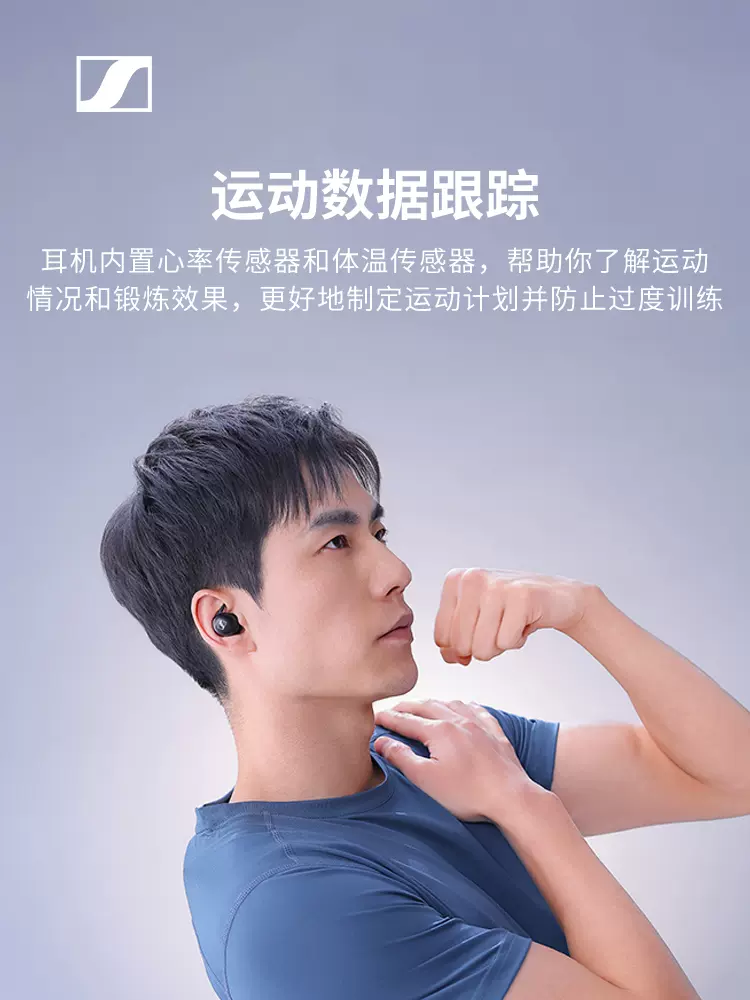 运动数据跟踪
耳机内置心率传感器和体温传感器，帮助你了解运动
情况和锻炼效果，更好地制定运动计划并防止过度训练